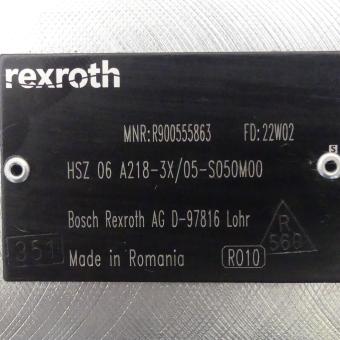 rexroth
MNR:R900555863 FD:22W02
HSZ 06 A218-3X/05-S050M00
S
Bosch Rexroth AG D-97816 Lohr
R
560
351
Made in Romania
R010